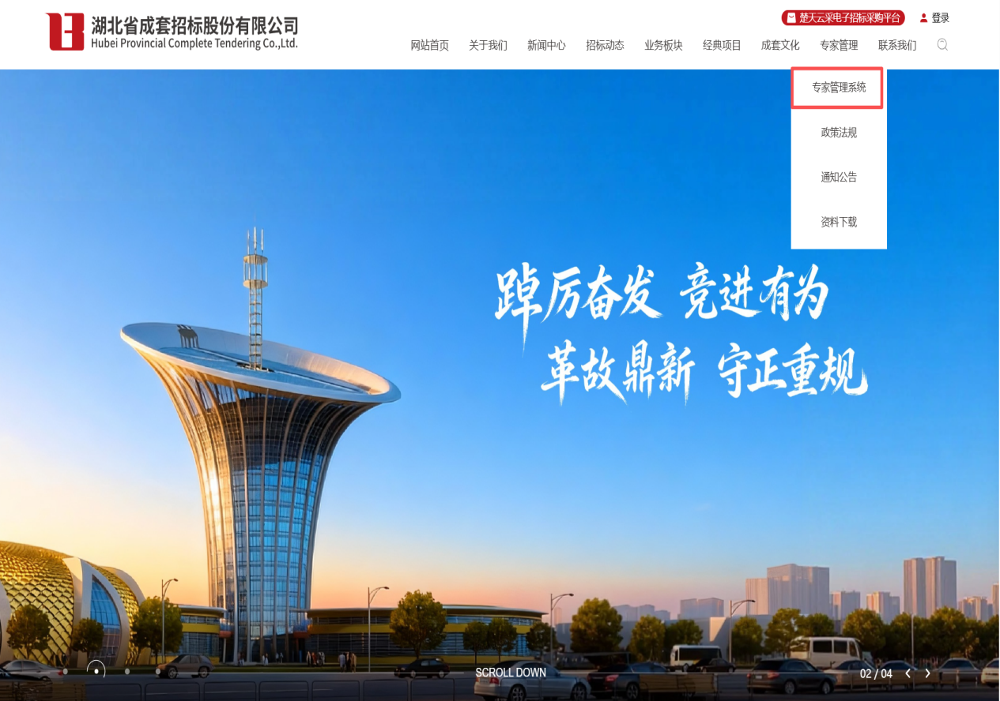 湖北省成套招标股份有限公司
Hubei Provincial Complete Tendering Co.,Ltd.
楚天云采电子招标采购平台
登录
网站首页 关于我们 新闻中心 招标动态 业务板块 经典项目 成套文化 专家管理 联系我们
专家管理系统
政策法规
通知公告
资料下载
踔厉奋发 竞进有为
革故鼎新 守正重规
SCROLL DOWN
02 / 04